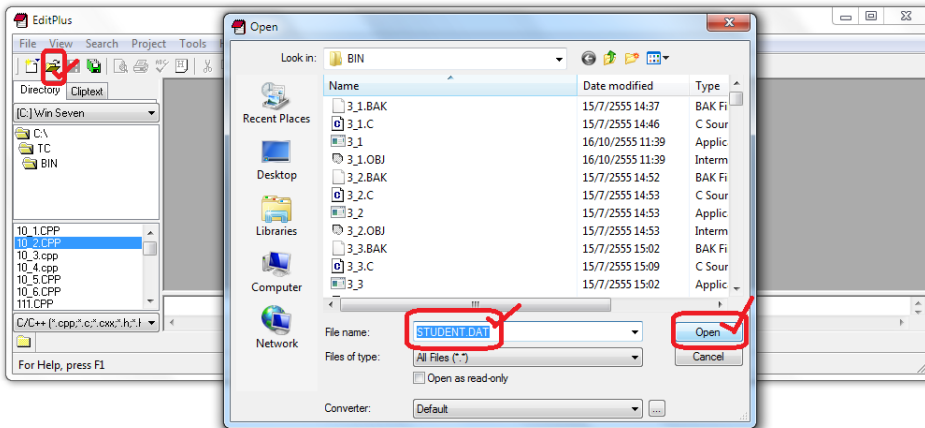 EditPlus
File View Search Project Tools
Directory Cliptext
[C:] Win Seven
C:\
TC
BIN
10_1.CPP
10_2.CPP
10_3.cpp
10_4.cpp
10_5.CPP
10_6.CPP
111.CPP
C/C++ (*.cpp;*.c;*.cxx;*.h;*.
For Help, press F1
Open
Look in: BIN
Recent Places
Desktop
Libraries
Computer
Network
Name Date modified Type
3_1.BAK 15/7/2555 14:37 BAK Fi
3_1.C 15/7/2555 14:46 C Sour
3_1 16/10/2555 11:39 Applic
3_1.OBJ 16/10/2555 11:39 Interm
3_2.BAK 15/7/2555 14:52 BAK Fi
3_2.C 15/7/2555 14:53 C Sour
3_2 15/7/2555 14:53 Applic
3_2.OBJ 15/7/2555 14:53 Interm
3_3.BAK 15/7/2555 15:02 BAK Fi
3_3.C 15/7/2555 15:09 C Sour
3_3 15/7/2555 15:02 Applic
File name: STUDENT.DAT Open
Files of type: All Files (*.*) Cancel
Open as read-only
Converter: Default ...